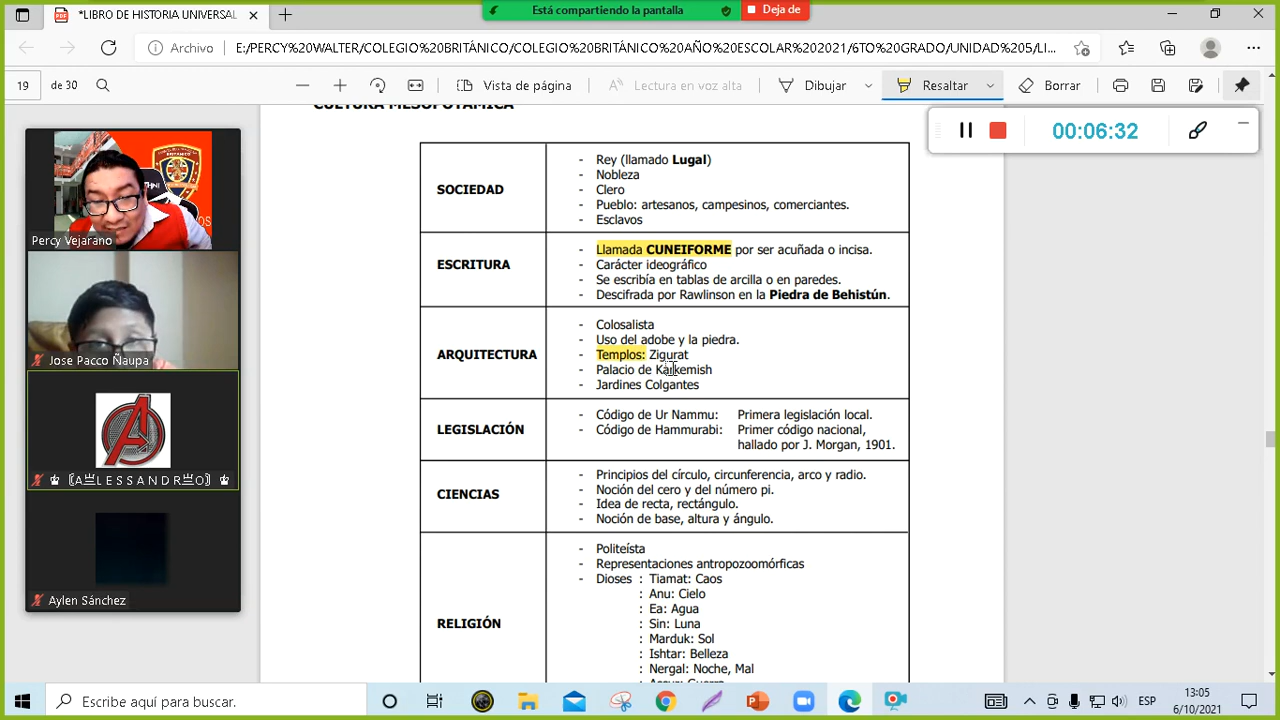 *LIBRO DE HISTORIA UNIVERSAL
Está compartiendo la pantalla
Deja de
Archivo
E:/PERCY%20WALTER/COLEGIO%20BRITÁNICO/COLEGIO%20BRITÁNICO%20AÑO%20ESCOLAR%202021/6TO%20GRADO/UNIDAD%205/LI...
19 de 30
Vista de página
Lectura en voz alta
Dibujar
Resaltar
Borrar
00:06:32
CULTURA MESOPOTÁMICA
SOCIEDAD
- Rey (llamado Lugal)
- Nobleza
- Clero
- Pueblo: artesanos, campesinos, comerciantes.
- Esclavos
ESCRITURA
- Llamada CUNEIFORME por ser acuñada o incisa.
- Carácter ideográfico
- Se escribía en tablas de arcilla o en paredes.
- Descifrada por Rawlinson en la Piedra de Behistún.
ARQUITECTURA
- Colosalista
- Uso del adobe y la piedra.
- Templos: Zigurat
- Palacio de Karkemish
- Jardines Colgantes
LEGISLACIÓN
- Código de Ur Nammu: Primera legislación local.
- Código de Hammurabi: Primer código nacional,
hallado por J. Morgan, 1901.
CIENCIAS
- Principios del círculo, circunferencia, arco y radio.
- Noción del cero y del número pi.
- Idea de recta, rectángulo.
- Noción de base, altura y ángulo.
RELIGIÓN
- Politeísta
- Representaciones antropozoomórficas
- Dioses : Tiamat: Caos
: Anu: Cielo
: Ea: Agua
: Sin: Luna
: Marduk: Sol
: Ishtar: Belleza
: Nergal: Noche, Mal
Percy Vejarano
Jose Pacco Ñaupa
♚ ⦅A♕L E S S A N D R♕O⦆ ♚
Aylen Sánchez
Escribe aquí para buscar
ESP
13:05
6/10/2021